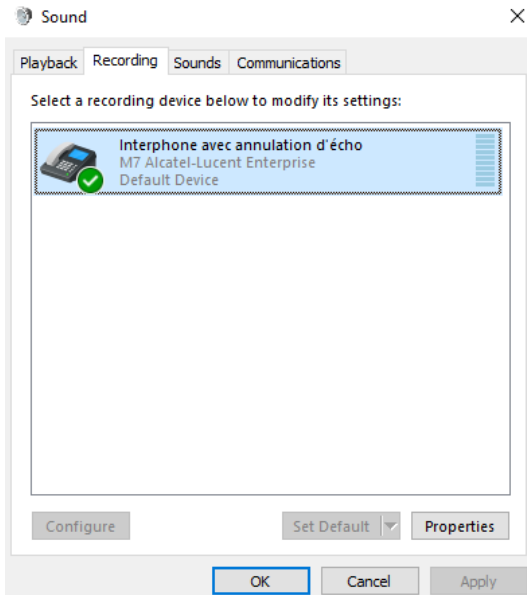 Sound
Playback Recording Sounds Communications
Select a recording device below to modify its settings:
Interphone avec annulation d'écho
M7 Alcatel-Lucent Enterprise
Default Device
Configure Set Default Properties
OK Cancel Apply